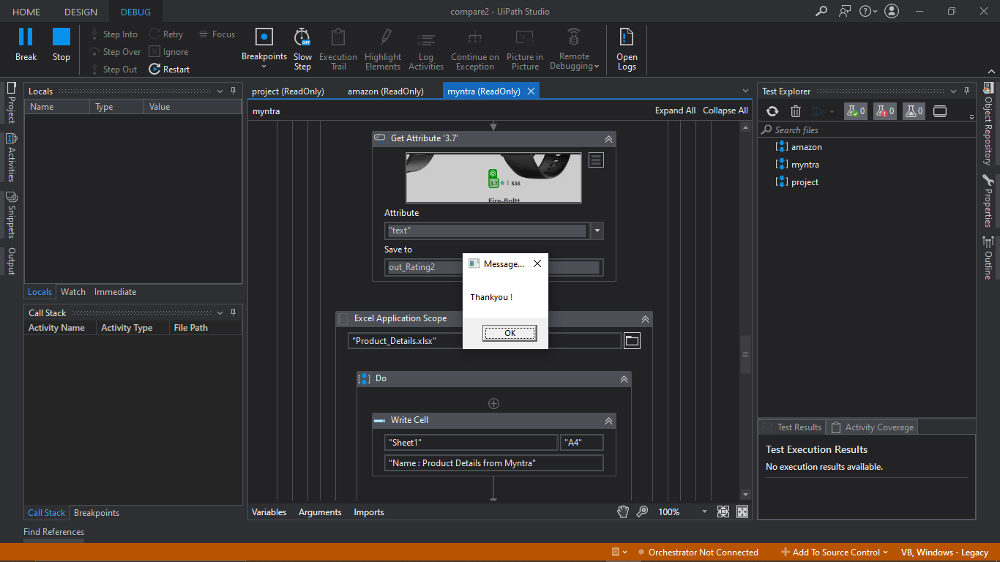 HOME DESIGN DEBUG compare2 - UiPath Studio
Break
Stop
Step Into
Step Over
Step Out
Retry
Ignore
Restart
Focus
Breakpoints
Slow Step
OFF
Execution Trail
Highlight Elements
Log Activities
Continue on Exception
Picture in Picture
Remote Debugging
Open Logs
Project
Activities
Snippets
Output
Locals
Name Type Value
Locals Watch Immediate
Call Stack
Activity Name Activity Type File Path
Call Stack Breakpoints
Find References
project (ReadOnly) amazon (ReadOnly) myntra (ReadOnly)
myntra Expand All Collapse All
Get Attribute '3.7'
3.7 | 538
Fire-Boltt
Attribute
"text"
Save to
out_Rating2
Message...
Thankyou !
OK
Excel Application Scope
"Product_Details.xlsx"
Do
Write Cell
"Sheet1" "A4"
"Name : Product Details from Myntra"
Variables Arguments Imports 100%
Test Explorer
0 0 0
Search files
amazon
myntra
project
Test Results Activity Coverage
Test Execution Results
No execution results available.
Object Repository
Properties
Outline
Orchestrator Not Connected Add To Source Control VB, Windows - Legacy